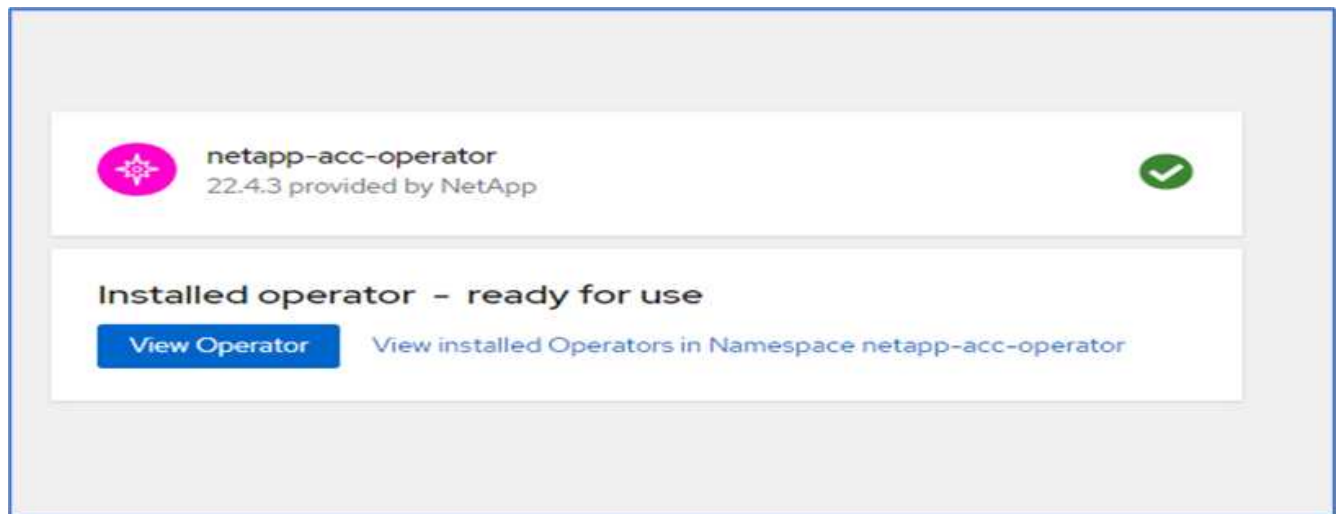 netapp-acc-operator
22.4.3 provided by NetApp
Installed operator - ready for use
View Operator View installed Operators in Namespace netapp-acc-operator